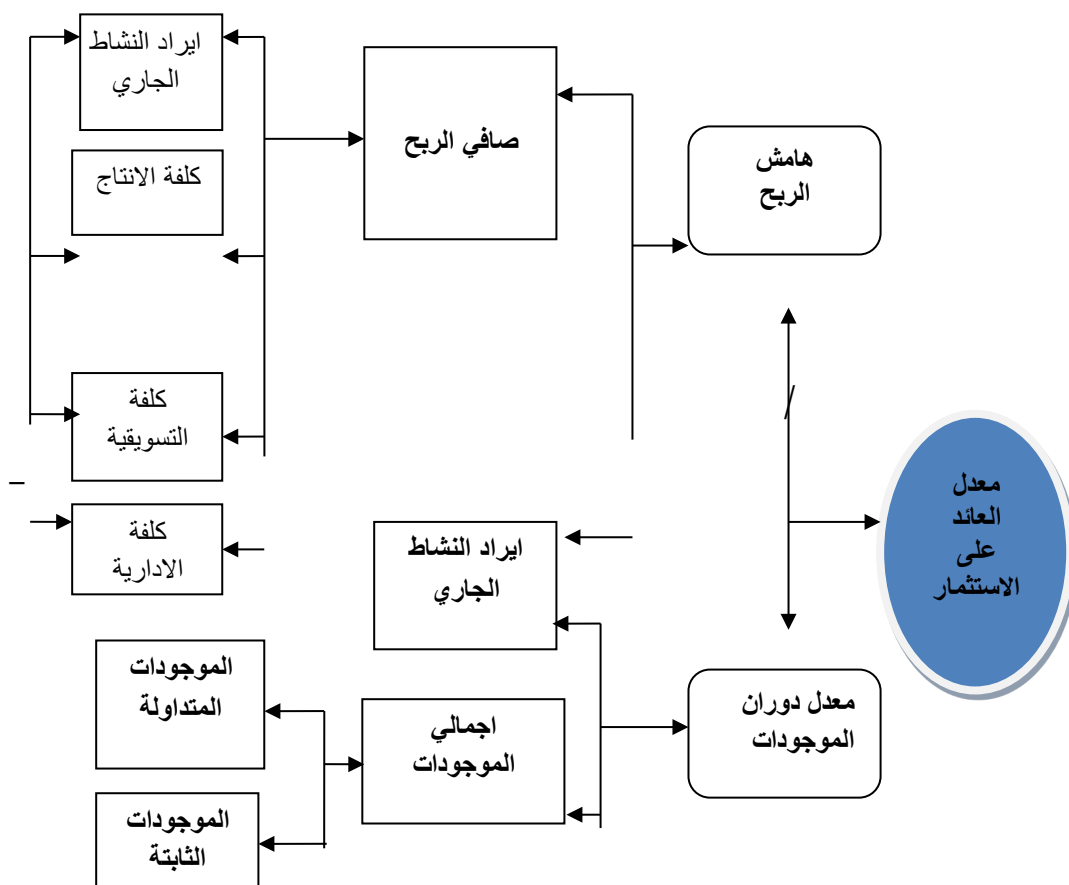 ايراد النشاط
الجاري
كلفة الانتاج
كلفة
التسويقية
كلفة
الادارية
صافي الربح
هامش
الربح
معدل
العائد
على
الاستثمار
ايراد النشاط
الجاري
معدل دوران
الموجودات
اجمالي
الموجودات
الموجودات
المتداولة
الموجودات
الثابتة